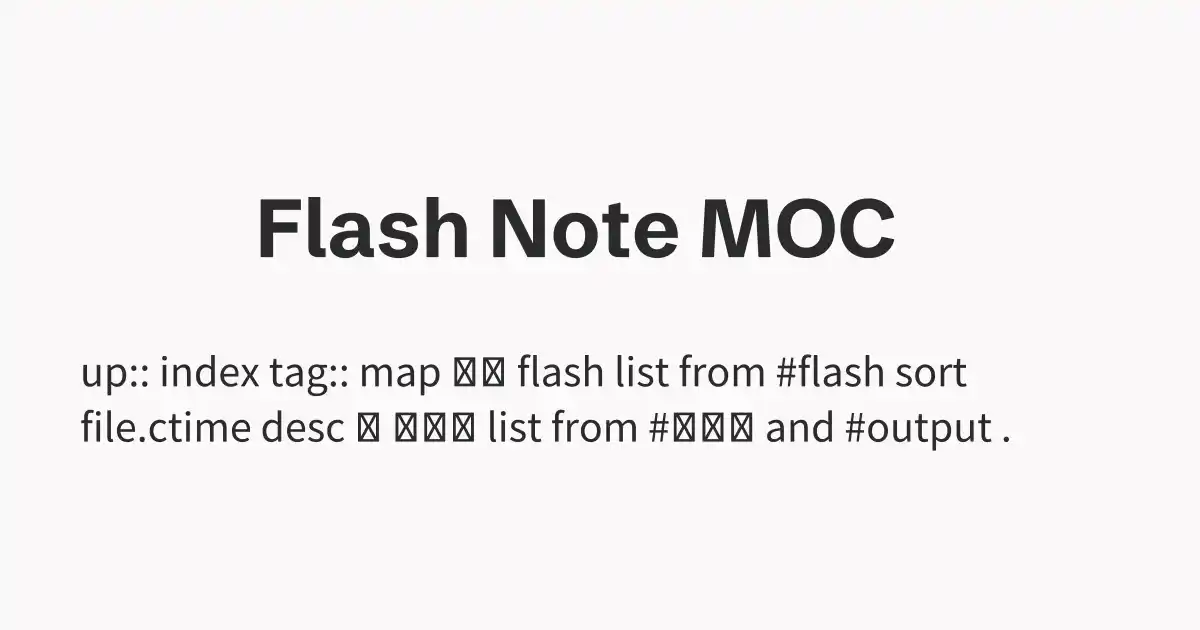 Flash Note MOC
up:: index tag:: map flash list from #flash sort
file.ctime desc list from # and #output .